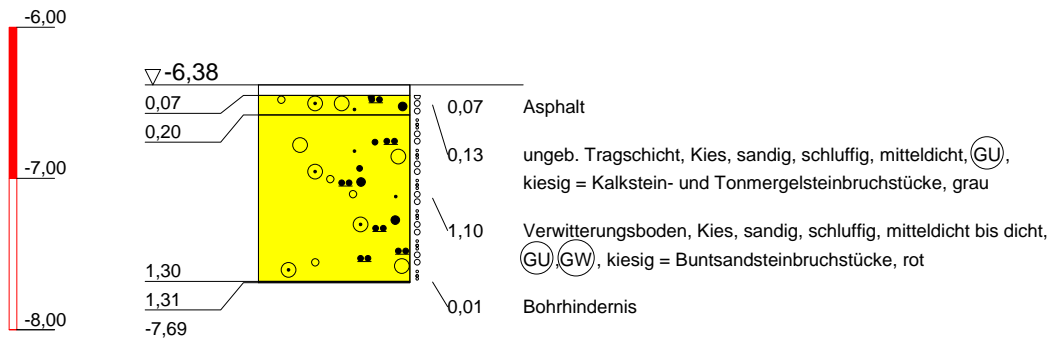 -6,00
-6,38
0,07
0,07 Asphalt
0,20
0,13 ungeb. Tragschicht, Kies, sandig, schluffig, mitteldicht, GU,
-7,00
kiesig = Kalkstein- und Tonmergelsteinbruchstücke, grau
1,10 Verwitterungsboden, Kies, sandig, schluffig, mitteldicht bis dicht,
GU, GW, kiesig = Buntsandsteinbruchstücke, rot
1,30
1,31
0,01 Bohrhindernis
-8,00
-7,69